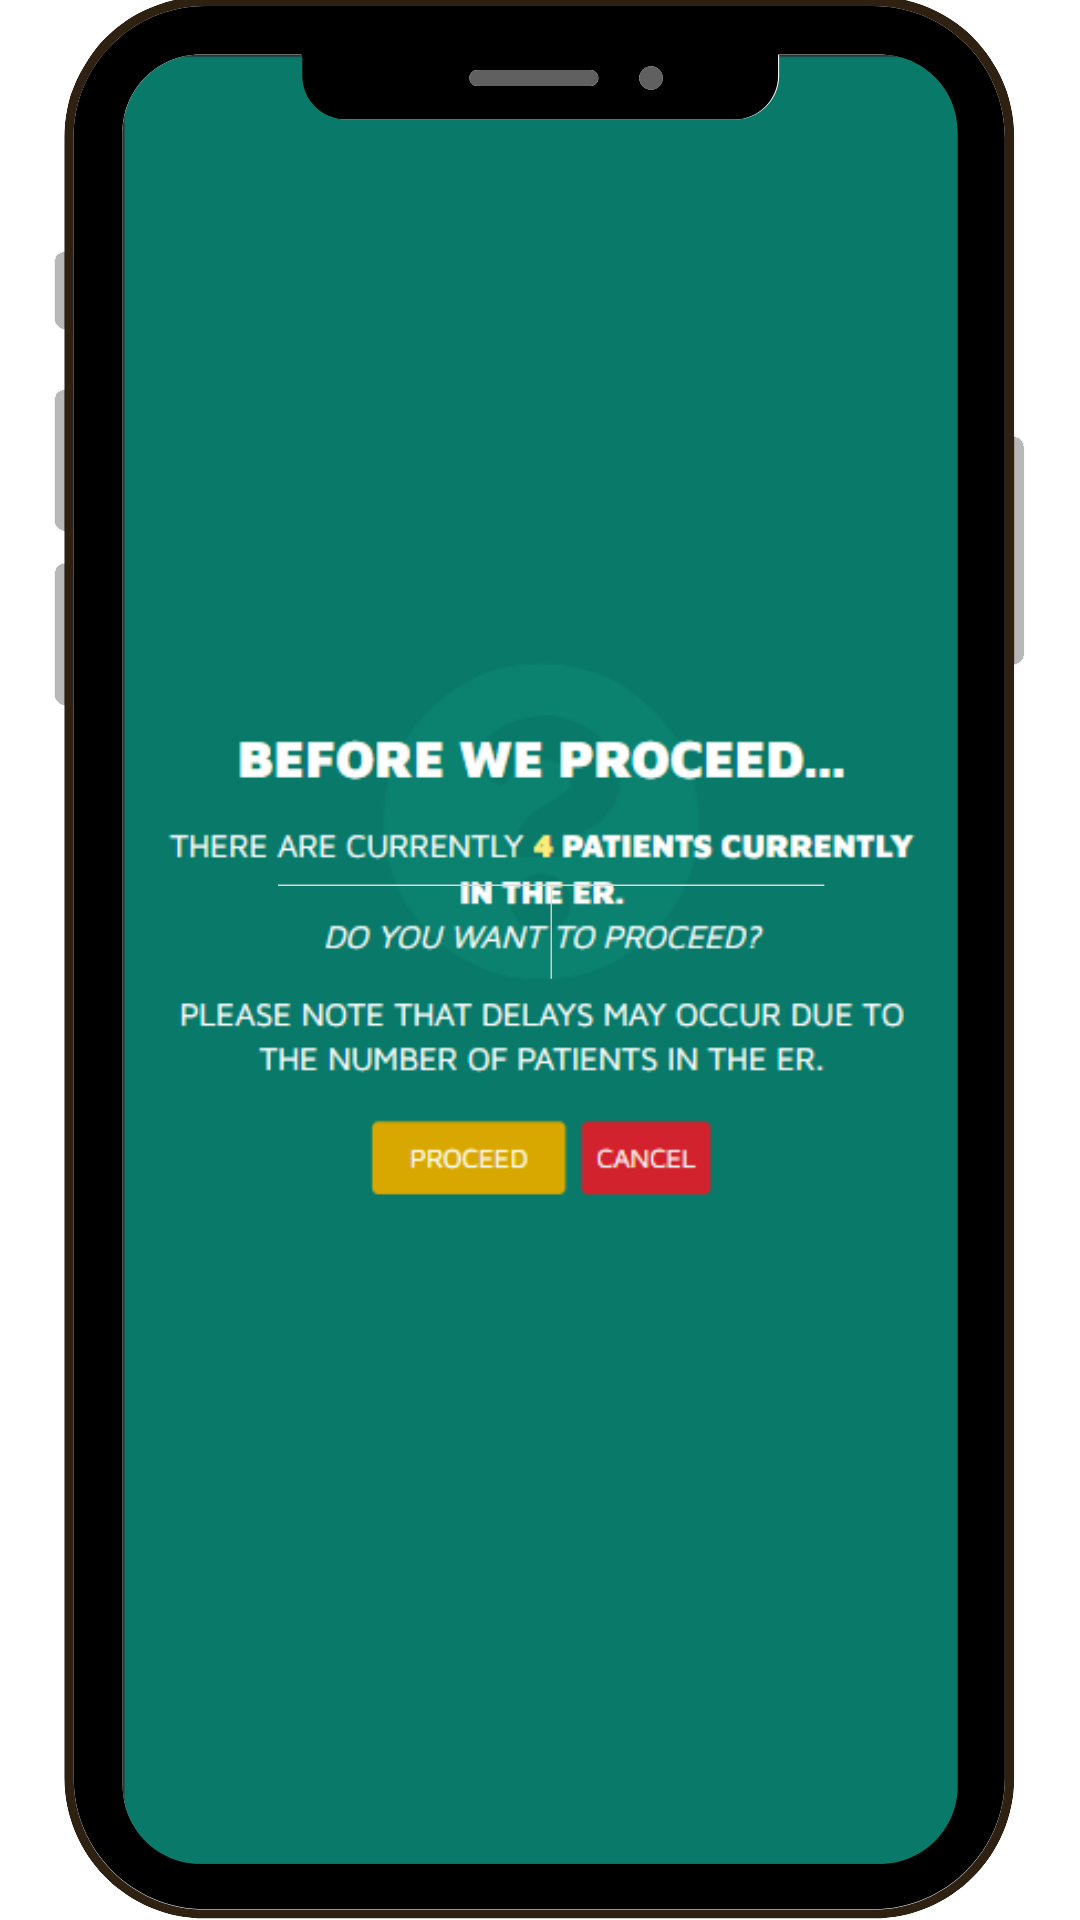 BEFORE WE PROCEED...
THERE ARE CURRENTLY 4 PATIENTS CURRENTLY
IN THE ER.
DO YOU WANT TO PROCEED?
PLEASE NOTE THAT DELAYS MAY OCCUR DUE TO
THE NUMBER OF PATIENTS IN THE ER.
PROCEED CANCEL